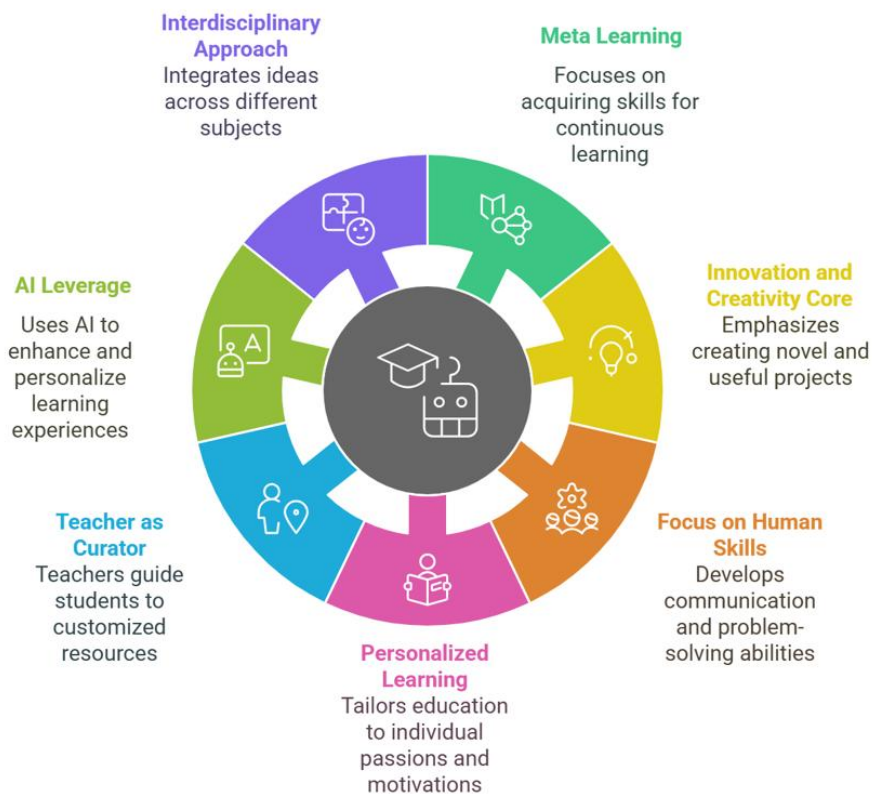 Interdisciplinary
Approach
Integrates ideas
across different
subjects
Meta Learning
Focuses on
acquiring skills for
continuous
learning
Innovation and
Creativity Core
Emphasizes
creating novel and
useful projects
Focus on Human
Skills
Develops
communication
and problem-
solving abilities
Personalized
Learning
Tailors education
to individual
passions and
motivations
Teacher as
Curator
Teachers guide
students to
customized
resources
AI Leverage
Uses AI to
enhance and
personalize
learning
experiences
A